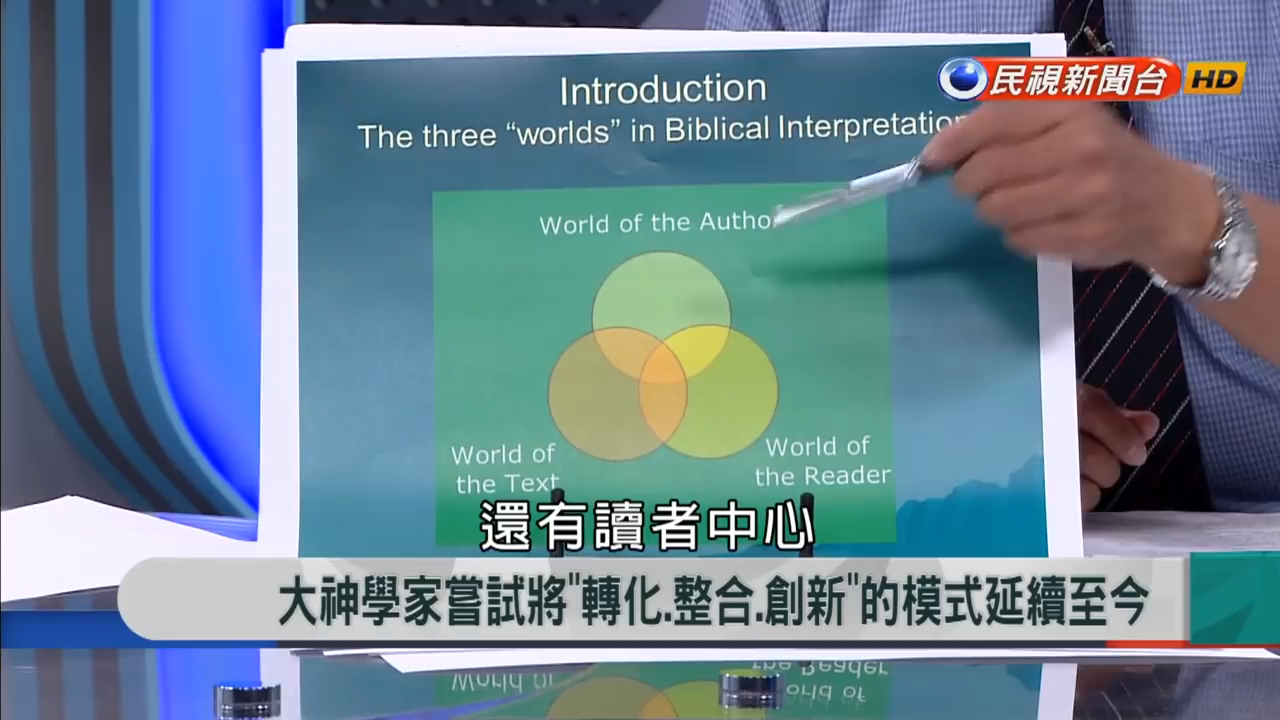 Introduction
民視新聞台 HD
The three “worlds” in Biblical Interpretation
World of the Autho
World of
the Text
World of
the Reader
還有讀者中心
大神學家嘗試將"轉化.整合.創新"的模式延續至今